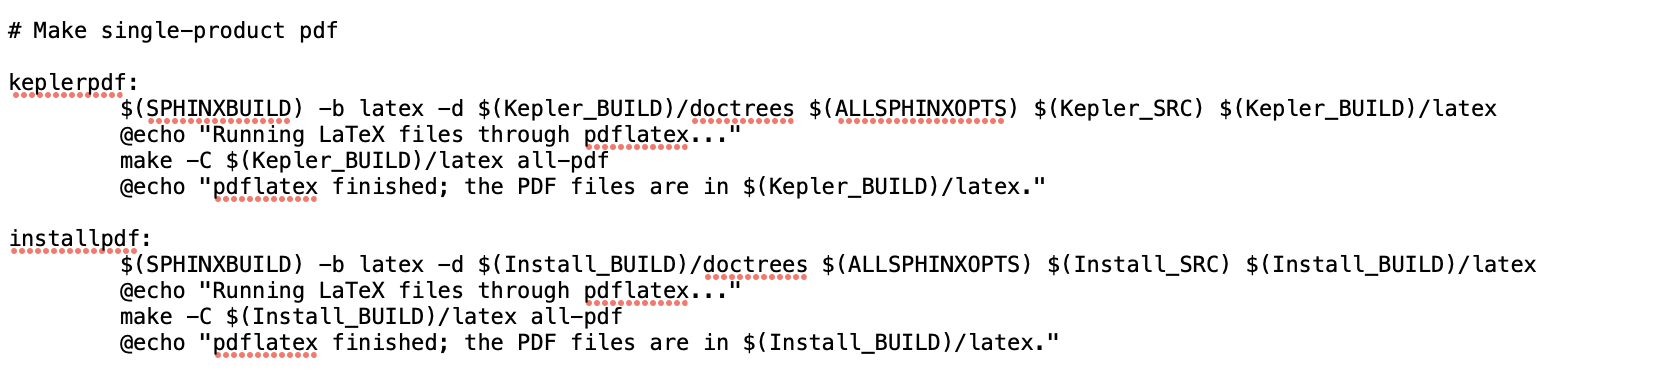 # Make single-product pdf

keplerpdf:
	$(SPHINXBUILD) -b latex -d $(Kepler_BUILD)/doctrees $(ALLSPHINXOPTS) $(Kepler_SRC) $(Kepler_BUILD)/latex
	@echo "Running LaTeX files through pdflatex..."
	make -C $(Kepler_BUILD)/latex all-pdf
	@echo "pdflatex finished; the PDF files are in $(Kepler_BUILD)/latex."

installpdf:
	$(SPHINXBUILD) -b latex -d $(Install_BUILD)/doctrees $(ALLSPHINXOPTS) $(Install_SRC) $(Install_BUILD)/latex
	@echo "Running LaTeX files through pdflatex..."
	make -C $(Install_BUILD)/latex all-pdf
	@echo "pdflatex finished; the PDF files are in $(Install_BUILD)/latex."